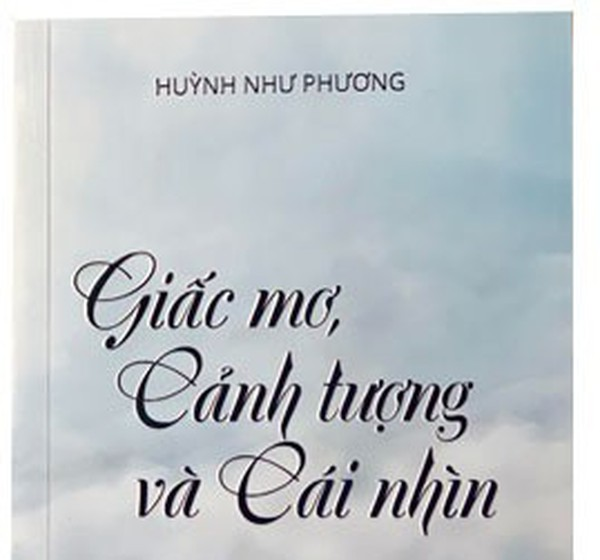 HUỲNH NHƯ PHƯƠNG
Giấc mơ,
Cảnh tượng
và Cái nhìn